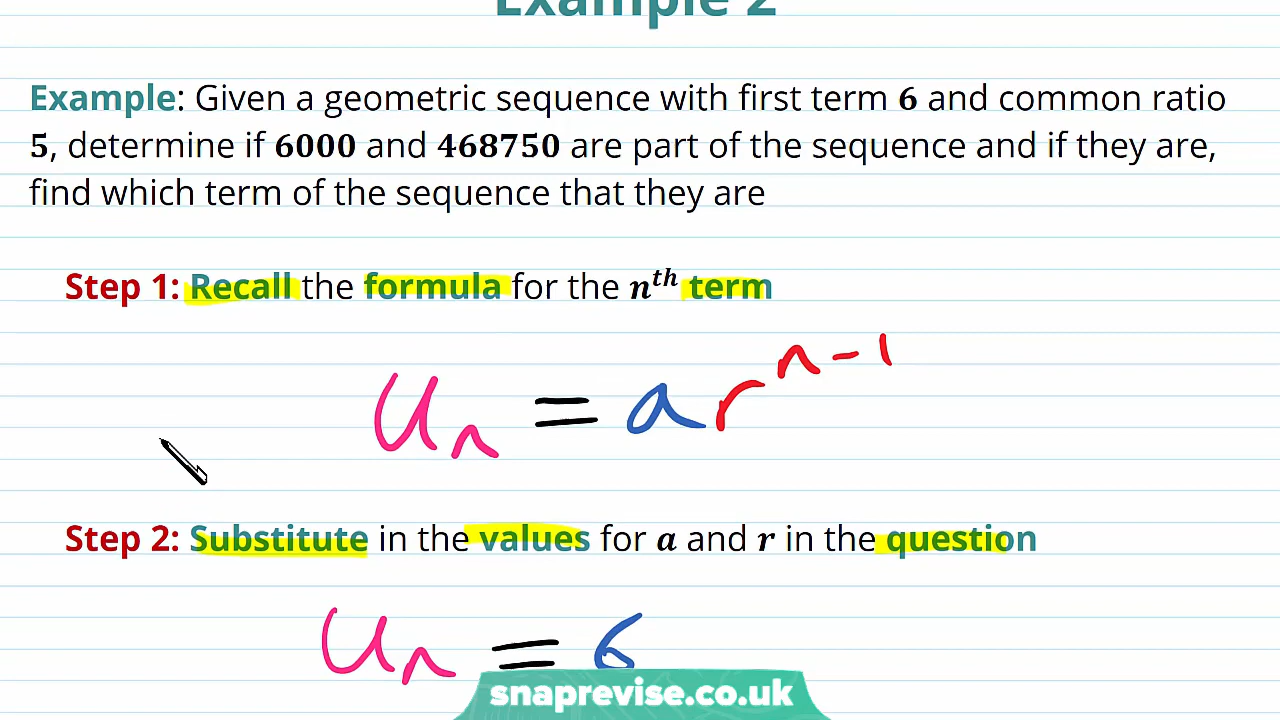 Example 2
Example: Given a geometric sequence with first term 6 and common ratio
5, determine if 6000 and 468750 are part of the sequence and if they are,
find which term of the sequence that they are
Step 1: Recall the formula for the nᵗʰ term
uₙ = arⁿ⁻¹
Step 2: Substitute in the values for a and r in the question
uₙ = 6
snaprevise.co.uk